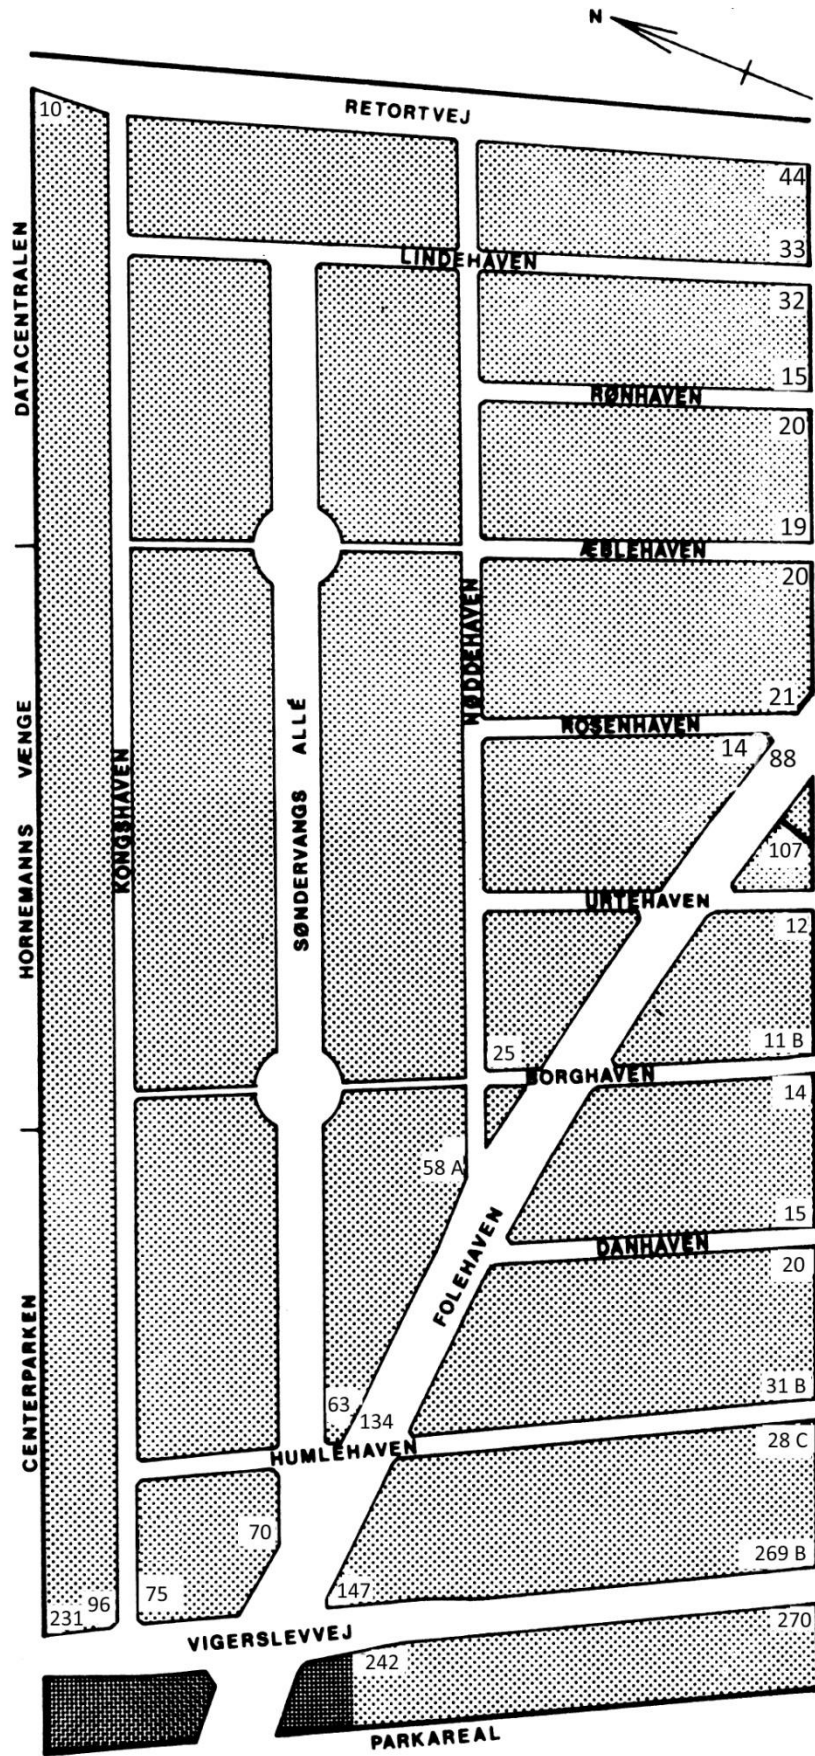 N
RETORTVEJ
10
44
33
LINDEHAVEN
32
15
RØNHAVEN
20
19
ÆBLEHAVEN
20
21
ROSENHAVEN
14
88
107
URTEHAVEN
12
11 B
25
BORGHAVEN
14
58 A
15
DANHAVEN
20
31 B
63
134
HUMLEHAVEN
28 C
70
269 B
75
147
96
231
VIGERSLEVVEJ
270
242
PARKAREAL
DATACENTRALEN
HORNEMANNS VÆNGE
CENTERPARKEN
KONGSHAVEN
SØNDERVANGS ALLÉ
NØDDEHAVEN
FOLEHAVEN